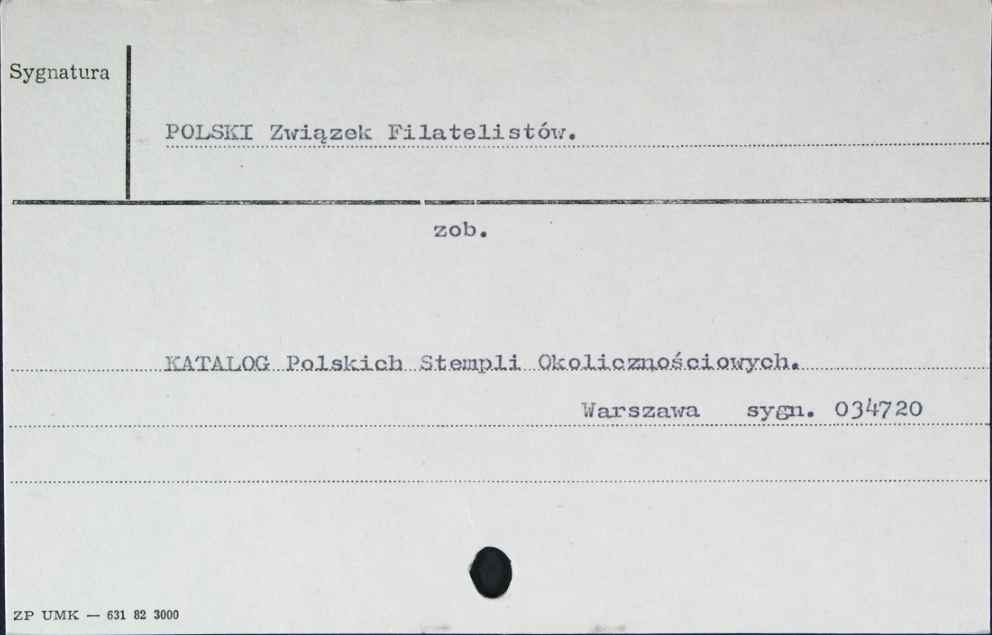 Sygnatura
POLSKI Związek Filatelistów.
zob.
KATALOG Polskich Stempli Okolicznościowych.
Warszawa sygn. 034720
ZP UMK — 631 82 3000